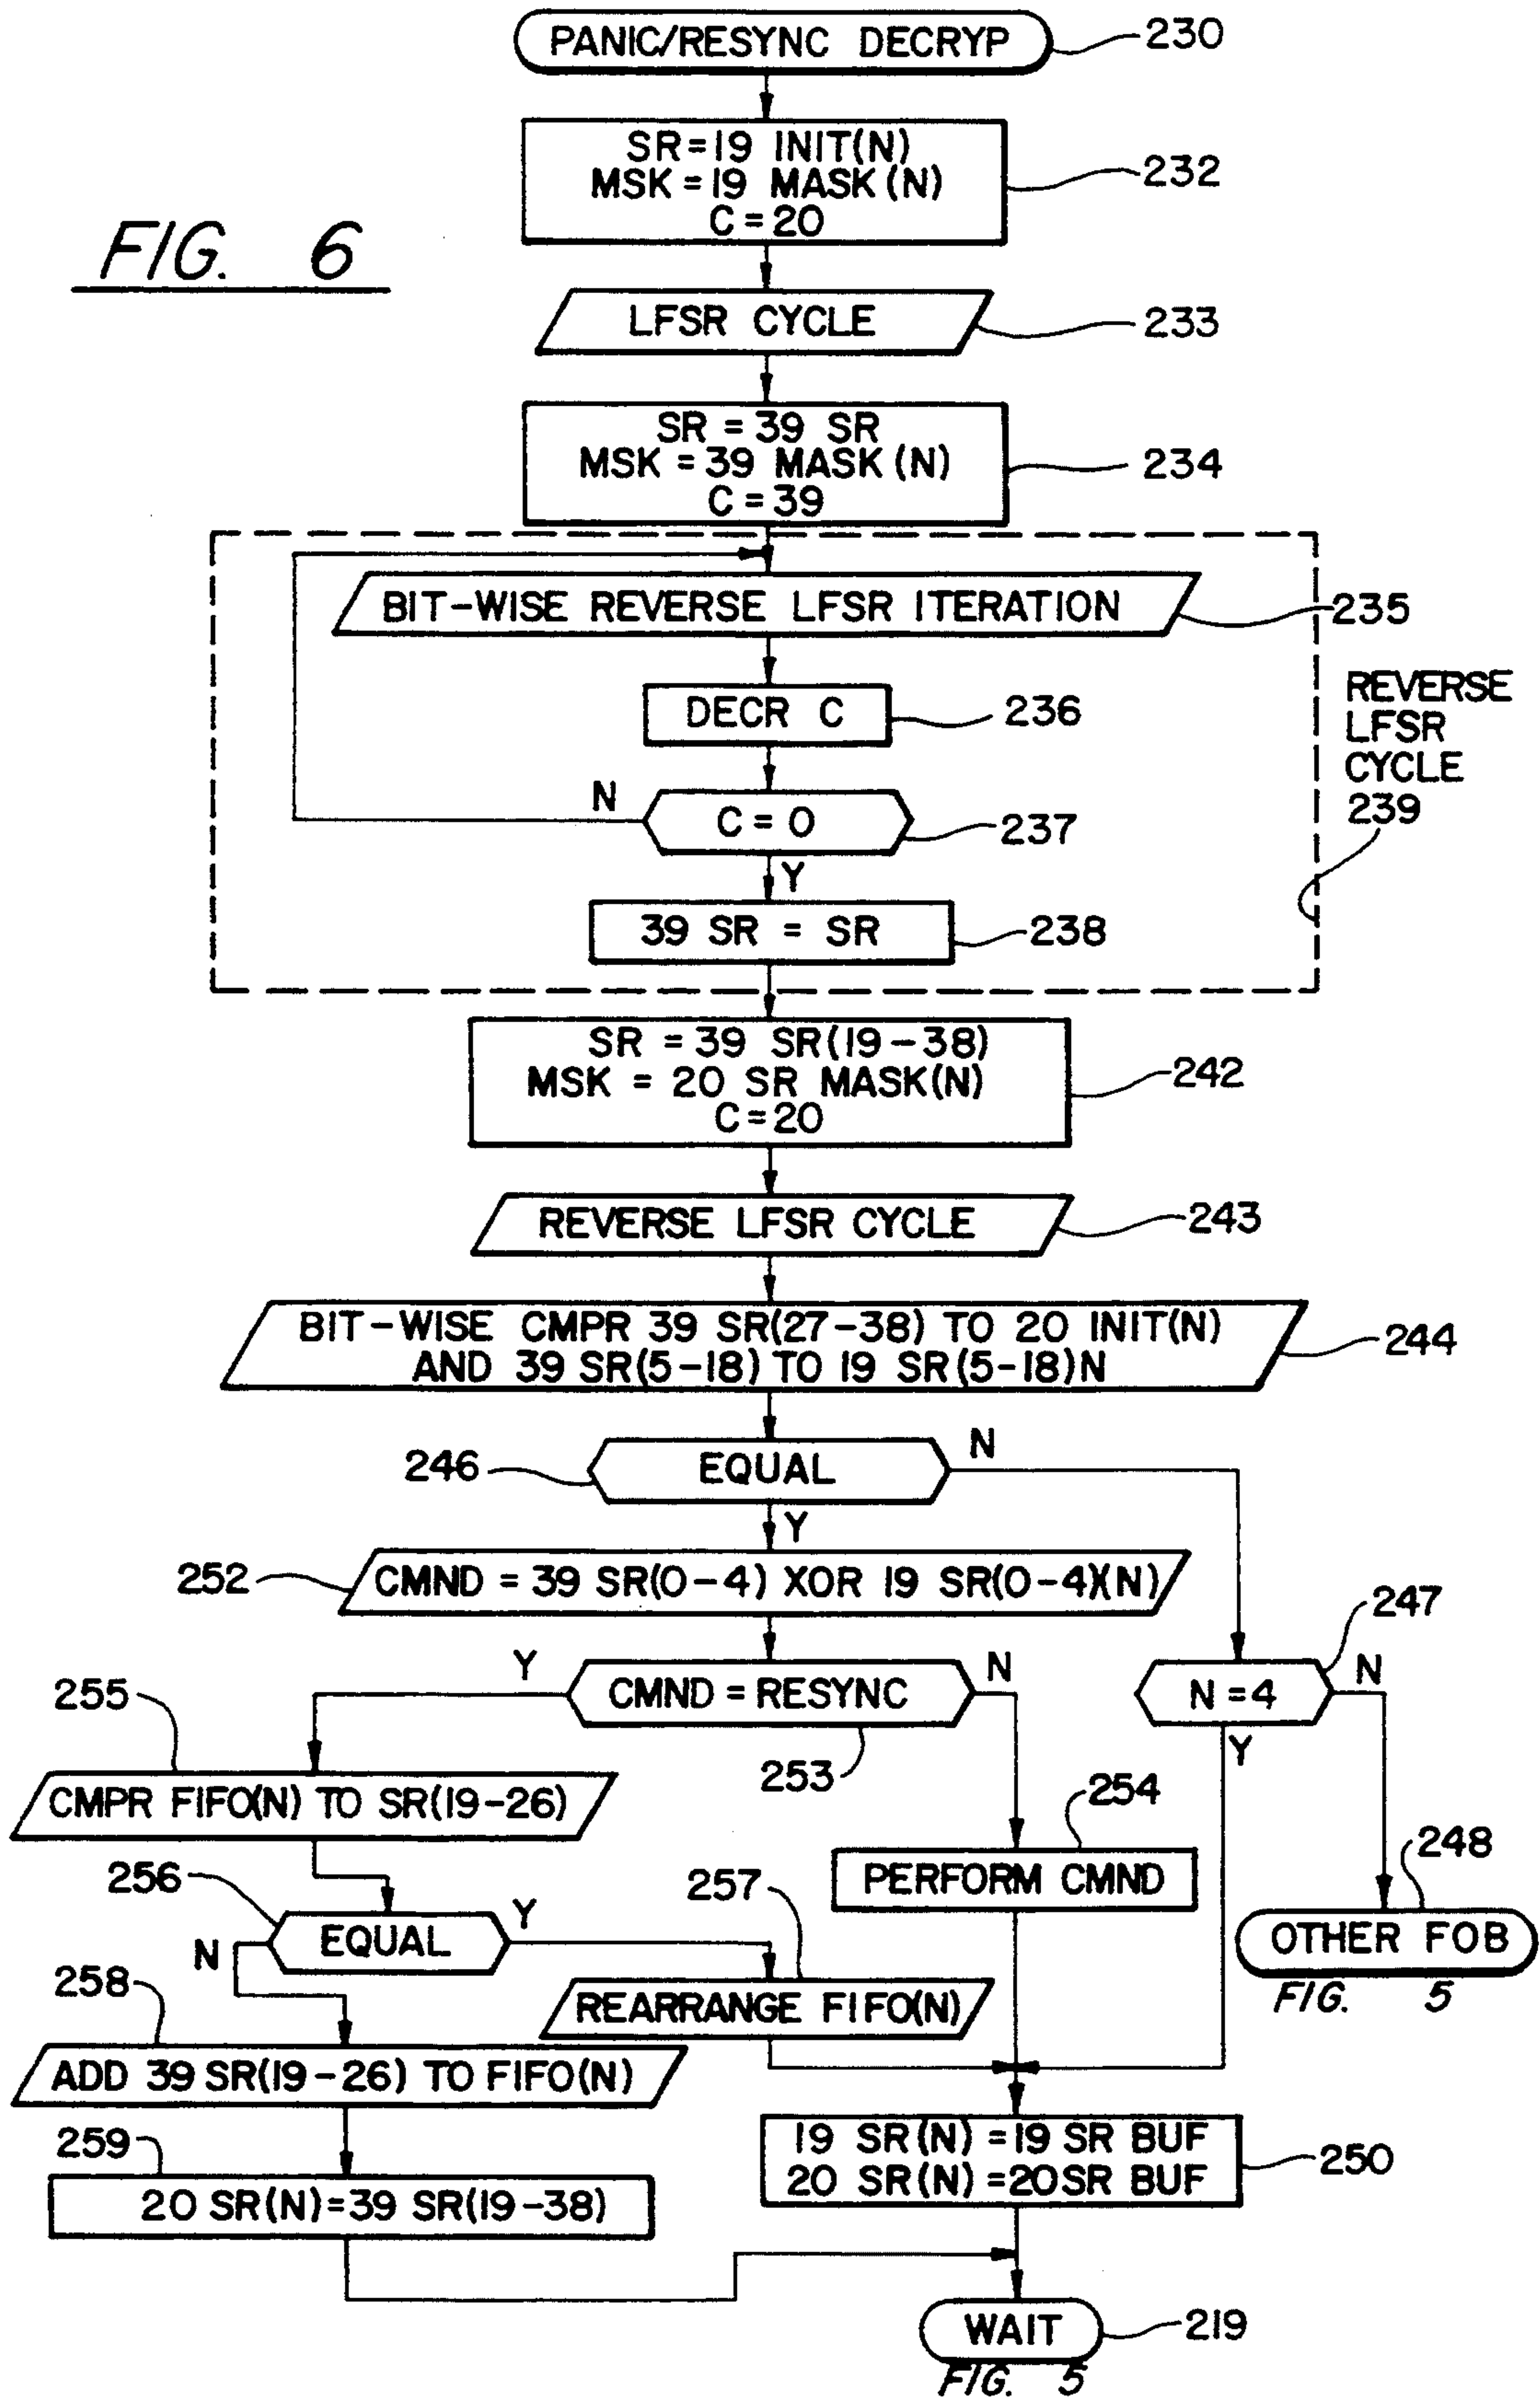 PANIC/RESYNC DECRYP
230
SR=19 INIT(N)
MSK=19 MASK(N)
C=20
232
FIG. 6
LFSR CYCLE
233
SR = 39 SR
MSK = 39 MASK (N)
C = 39
234
BIT-WISE REVERSE LFSR ITERATION
235
DECR C
236
REVERSE
LFSR
CYCLE
239
N
C = 0
237
Y
39 SR = SR
238
SR = 39 SR(19-38)
MSK = 20 SR MASK(N)
C=20
242
REVERSE LFSR CYCLE
243
BIT-WISE CMPR 39 SR(27-38) TO 20 INIT(N)
AND 39 SR(5-18) TO 19 SR(5-18)N
244
246
EQUAL
N
Y
252
CMND = 39 SR(0-4) XOR 19 SR(0-4)(N)
247
Y
CMND = RESYNC
N
253
N = 4
N
Y
255
CMPR FIFO(N) TO SR(19-26)
254
PERFORM CMND
248
OTHER FOB
FIG. 5
256
EQUAL
Y
N
257
REARRANGE FIFO(N)
258
ADD 39 SR(19-26) TO FIFO(N)
259
20 SR(N)=39 SR(19-38)
19 SR(N)=19 SR BUF
20 SR(N)=20SR BUF
250
WAIT
219
FIG. 5